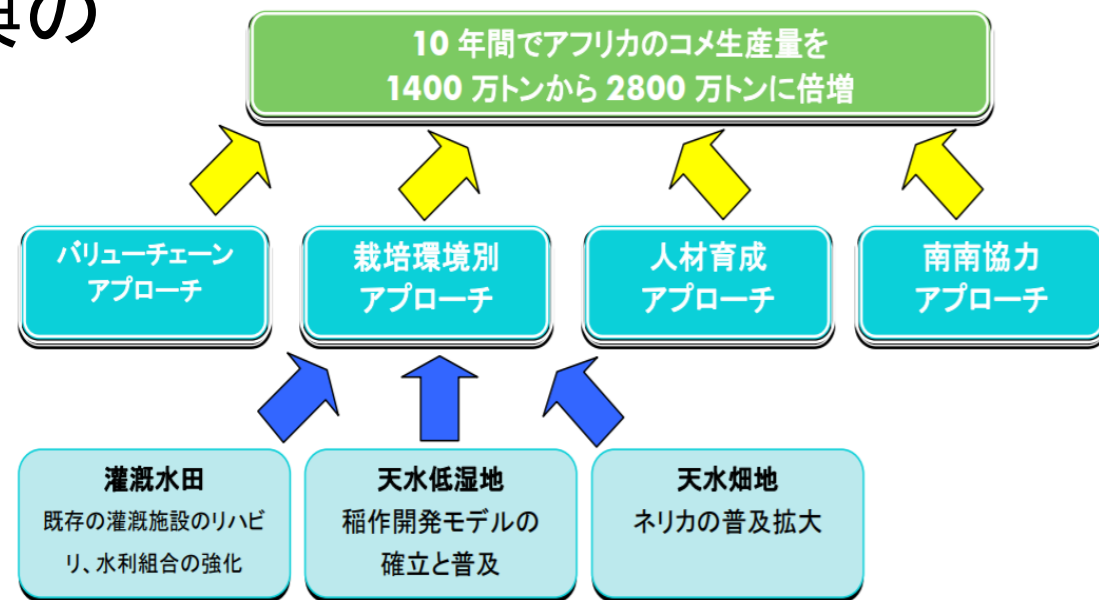 の
10 年間でアフリカのコメ生産量を
1400 万トンから 2800 万トンに倍増
バリューチェーン
アプローチ
栽培環境別
アプローチ
人材育成
アプローチ
南南協力
アプローチ
灌漑水田
既存の灌漑施設のリハビ
リ、水利組合の強化
天水低湿地
稲作開発モデルの
確立と普及
天水畑地
ネリカの普及拡大